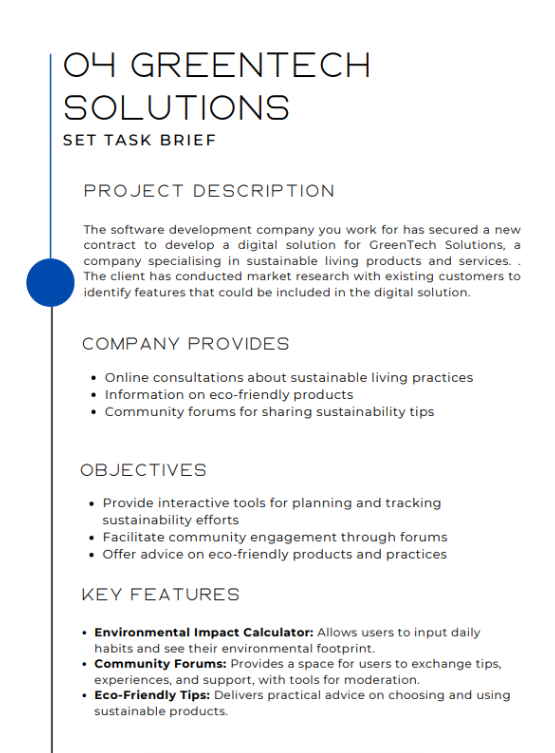 04 GREENTECH
SOLUTIONS
SET TASK BRIEF
PROJECT DESCRIPTION
The software development company you work for has secured a new
contract to develop a digital solution for GreenTech Solutions, a
company specialising in sustainable living products and services. .
The client has conducted market research with existing customers to
identify features that could be included in the digital solution.
COMPANY PROVIDES
• Online consultations about sustainable living practices
• Information on eco-friendly products
• Community forums for sharing sustainability tips
OBJECTIVES
• Provide interactive tools for planning and tracking
sustainability efforts
• Facilitate community engagement through forums
• Offer advice on eco-friendly products and practices
KEY FEATURES
• Environmental Impact Calculator: Allows users to input daily
habits and see their environmental footprint.
• Community Forums: Provides a space for users to exchange tips,
experiences, and support, with tools for moderation.
• Eco-Friendly Tips: Delivers practical advice on choosing and using
sustainable products.